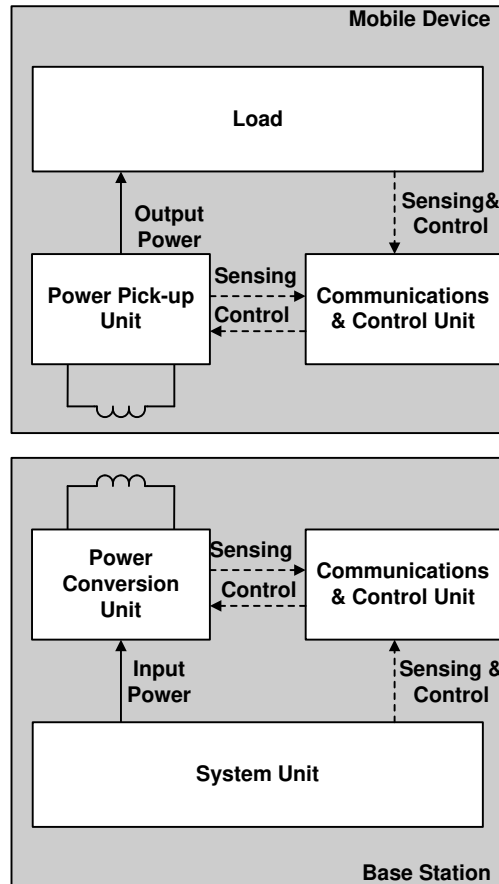 Mobile Device
Load
Output
Power
Sensing&
Control
Power Pick-up
Unit
Sensing
Control
Communications
& Control Unit
Power
Conversion
Unit
Sensing
Control
Communications
& Control Unit
Input
Power
Sensing &
Control
System Unit
Base Station